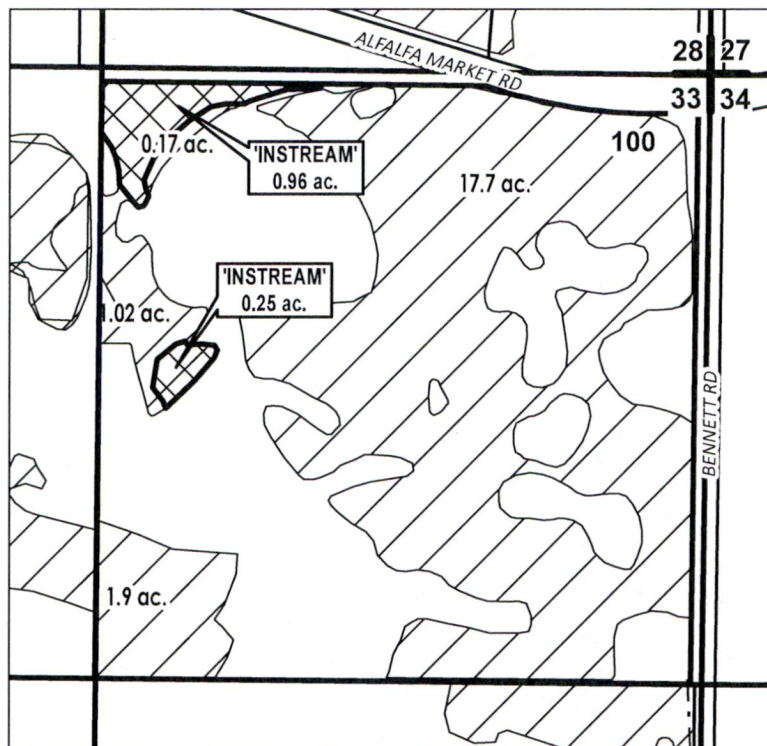 ALFALFA MARKET RD
28 27
33 34
100
0.17 ac.
'INSTREAM'
0.96 ac.
17.7 ac.
'INSTREAM'
0.25 ac.
1.02 ac.
BENNETT RD
1.9 ac.